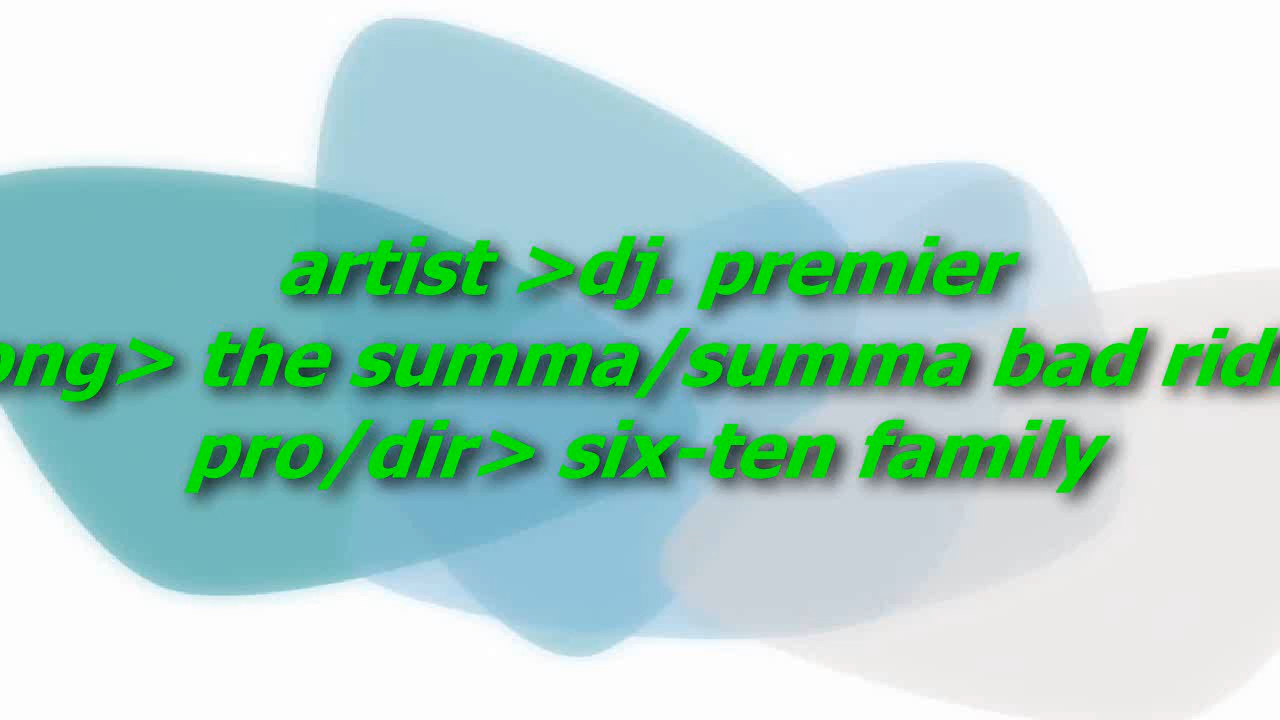 artist >dj. premier
ong> the summa/summa bad rid
pro/dir> six-ten family